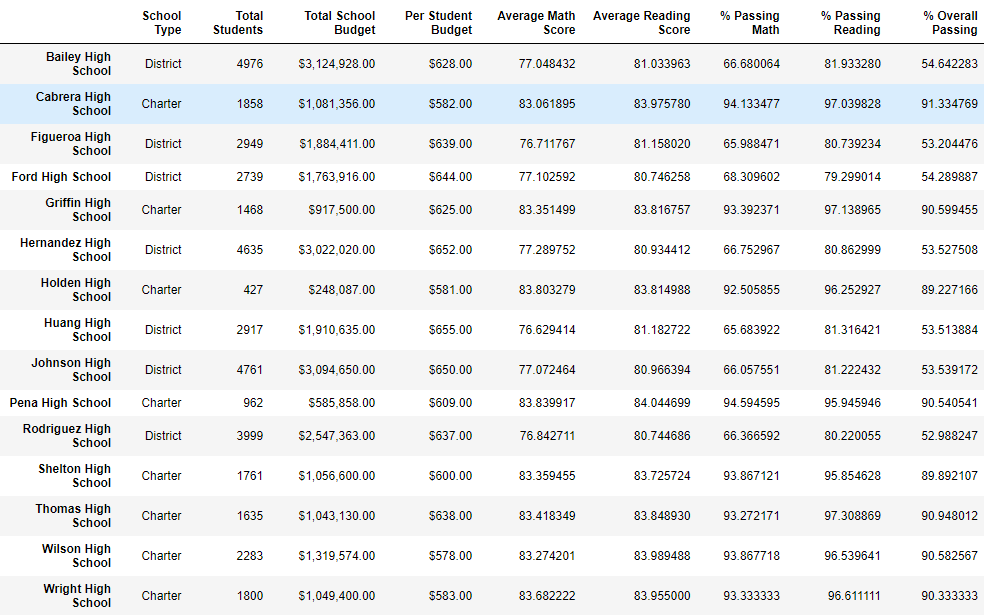 School Type Total Students Total School Budget Per Student Budget Average Math Score Average Reading Score % Passing Math % Passing Reading % Overall Passing
Bailey High School District 4976 $3,124,928.00 $628.00 77.048432 81.033963 66.680064 81.933280 54.642283
Cabrera High School Charter 1858 $1,081,356.00 $582.00 83.061895 83.975780 94.133477 97.039828 91.334769
Figueroa High School District 2949 $1,884,411.00 $639.00 76.711767 81.158020 65.988471 80.739234 53.204476
Ford High School District 2739 $1,763,916.00 $644.00 77.102592 80.746258 68.309602 79.299014 54.289887
Griffin High School Charter 1468 $917,500.00 $625.00 83.351499 83.816757 93.392371 97.138965 90.599455
Hernandez High School District 4635 $3,022,020.00 $652.00 77.289752 80.934412 66.752967 80.862999 53.527508
Holden High School Charter 427 $248,087.00 $581.00 83.803279 83.814988 92.505855 96.252927 89.227166
Huang High School District 2917 $1,910,635.00 $655.00 76.629414 81.182722 65.683922 81.316421 53.513884
Johnson High School District 4761 $3,094,650.00 $650.00 77.072464 80.966394 66.057551 81.222432 53.539172
Pena High School Charter 962 $585,858.00 $609.00 83.839917 84.044699 94.594595 95.945946 90.540541
Rodriguez High School District 3999 $2,547,363.00 $637.00 76.842711 80.744686 66.366592 80.220055 52.988247
Shelton High School Charter 1761 $1,056,600.00 $600.00 83.359455 83.725724 93.867121 95.854628 89.892107
Thomas High School Charter 1635 $1,043,130.00 $638.00 83.418349 83.848930 93.272171 97.308869 90.948012
Wilson High School Charter 2283 $1,319,574.00 $578.00 83.274201 83.989488 93.867718 96.539641 90.582567
Wright High School Charter 1800 $1,049,400.00 $583.00 83.682222 83.955000 93.333333 96.611111 90.333333